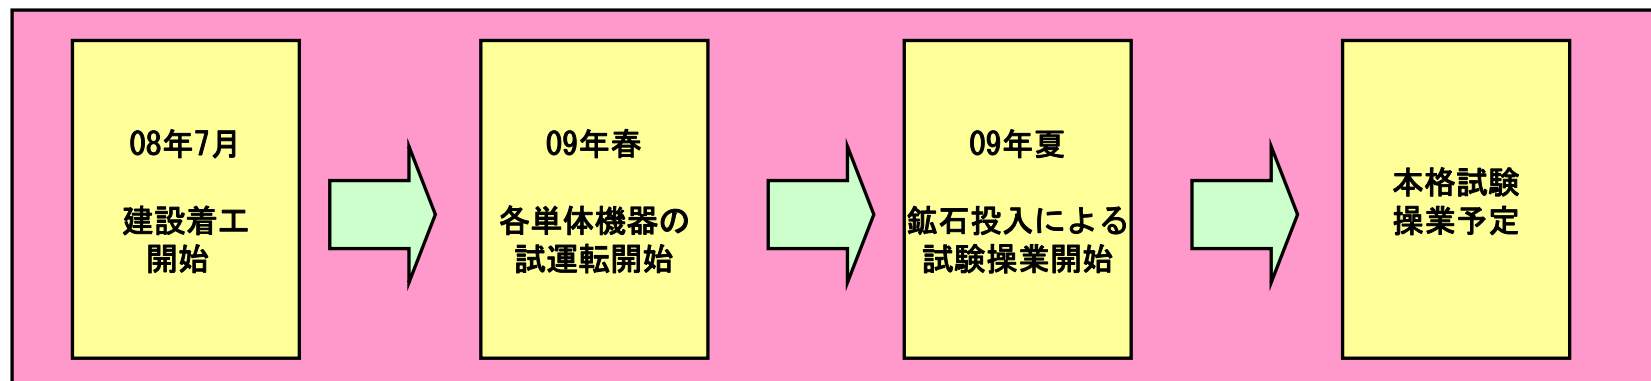 08年7月
建設着工
開始
09年春
各単体機器の
試運転開始
09年夏
鉱石投入による
試験操業開始
本格試験
操業予定